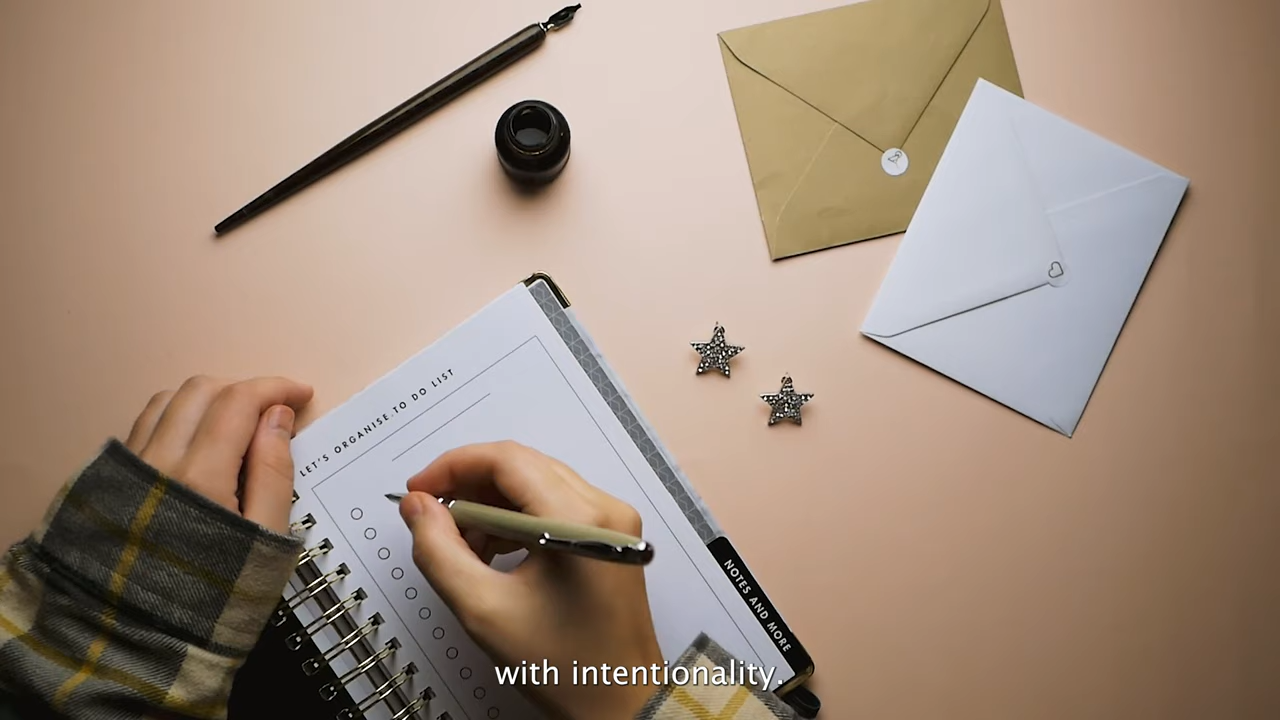 LET'S ORGANISE TO DO LIST
NOTES AND MORE
with intentionality.